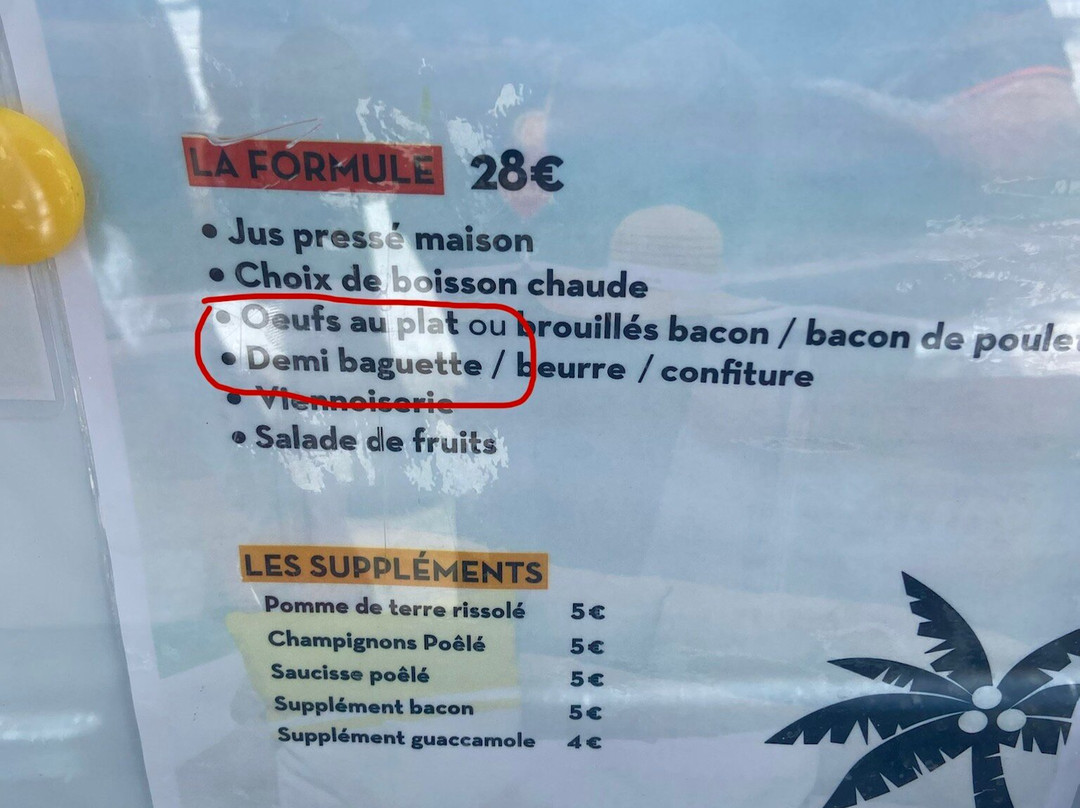 LA FORMULE 28€
• Jus pressé maison
• Choix de boisson chaude
• Oeufs au plat ou brouillés bacon / bacon de poulet
• Demi baguette / beurre / confiture
• Viennoiserie
• Salade de fruits
LES SUPPLÉMENTS
Pomme de terre rissolé 5€
Champignons Poêlé 5€
Saucisse poêlé 5€
Supplément bacon 5€
Supplément guaccamole 4€